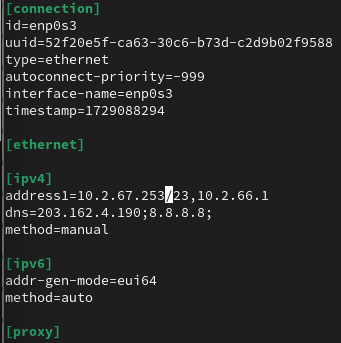 [connection]
id=enp0s3
uuid=52f20e5f-ca63-30c6-b73d-c2d9b02f9588
type=ethernet
autoconnect-priority=-999
interface-name=enp0s3
timestamp=1729088294
[ethernet]
[ipv4]
address1=10.2.67.253/23,10.2.66.1
dns=203.162.4.190;8.8.8.8;
method=manual
[ipv6]
addr-gen-mode=eui64
method=auto
[proxy]